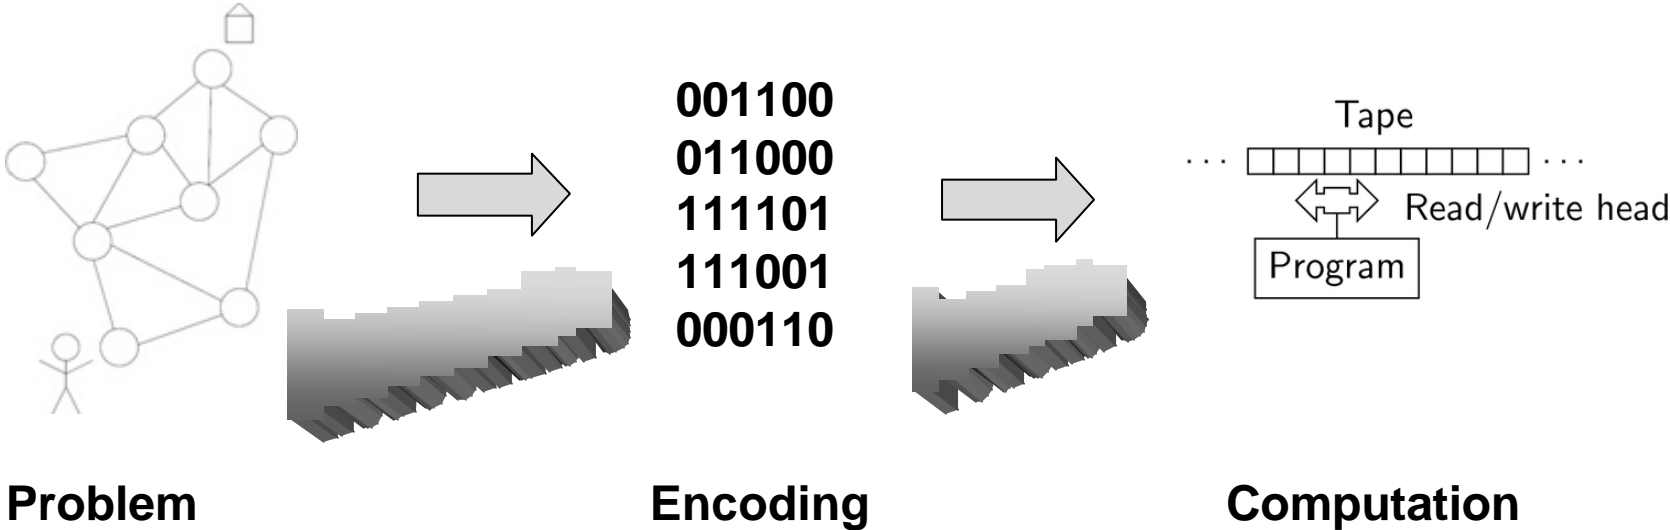 001100
011000
111101
111001
000110
Tape
... ...
Read/write head
Program
Problem
Encoding
Computation